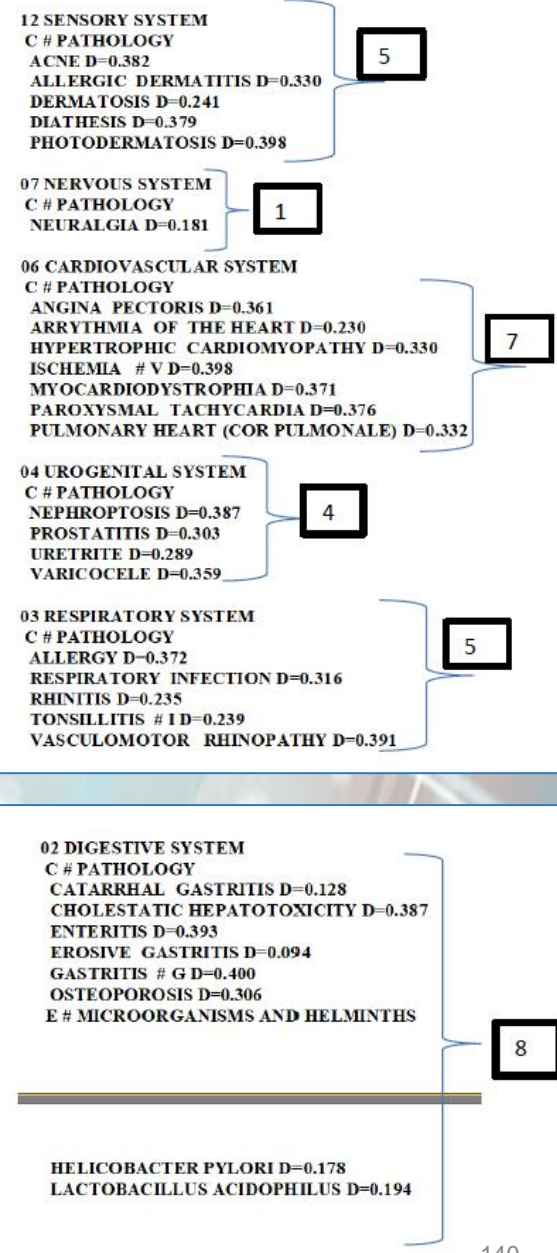 12 SENSORY SYSTEM
C # PATHOLOGY
ACNE D=0.382
ALLERGIC DERMATITIS D=0.330
DERMATOSIS D=0.241
DIATHESIS D=0.379
PHOTODERMATOSIS D=0.398
5
07 NERVOUS SYSTEM
C # PATHOLOGY
NEURALGIA D=0.181
1
06 CARDIOVASCULAR SYSTEM
C # PATHOLOGY
ANGINA PECTORIS D=0.361
ARRYTHMIA OF THE HEART D=0.230
HYPERTROPHIC CARDIOMYOPATHY D=0.330
ISCHEMIA # V D=0.398
MYOCARDIODYSTROPHIA D=0.371
PAROXYSMAL TACHYCARDIA D=0.376
PULMONARY HEART (COR PULMONALE) D=0.332
7
04 UROGENITAL SYSTEM
C # PATHOLOGY
NEPHROPTOSIS D=0.387
PROSTATITIS D=0.303
URETRITE D=0.289
VARICOCELE D=0.359
4
03 RESPIRATORY SYSTEM
C # PATHOLOGY
ALLERGY D=0.372
RESPIRATORY INFECTION D=0.316
RHINITIS D=0.235
TONSILLITIS # I D=0.239
VASCULOMOTOR RHINOPATHY D=0.391
5
02 DIGESTIVE SYSTEM
C # PATHOLOGY
CATARRHAL GASTRITIS D=0.128
CHOLESTATIC HEPATOTOXICITY D=0.387
ENTERITIS D=0.393
EROSIVE GASTRITIS D=0.094
GASTRITIS # G D=0.400
OSTEOPOROSIS D=0.306
E # MICROORGANISMS AND HELMINTHS
8
HELICOBACTER PYLORI D=0.178
LACTOBACILLUS ACIDOPHILUS D=0.194
140